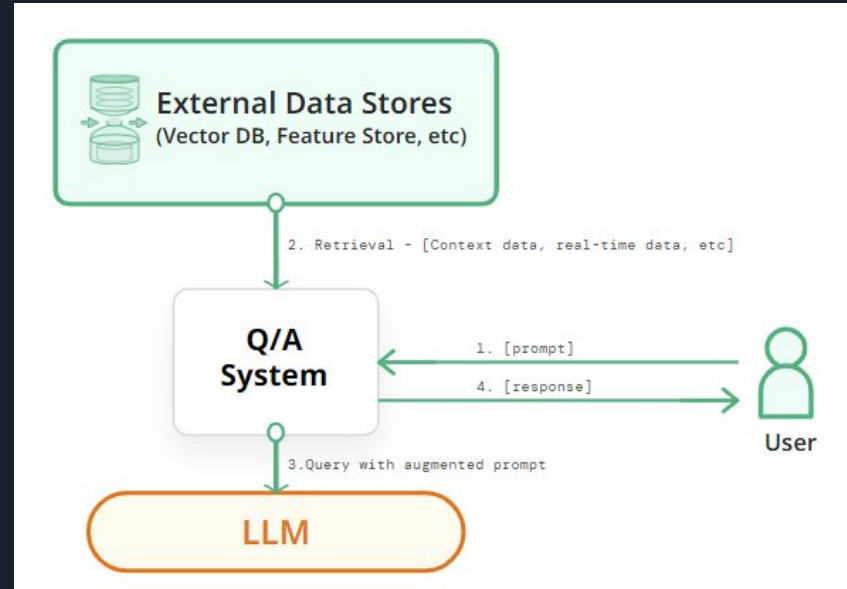 External Data Stores
(Vector DB, Feature Store, etc)
2. Retrieval - [Context data, real-time data, etc]
Q/A
System
1. [prompt]
4. [response]
User
3.Query with augmented prompt
LLM